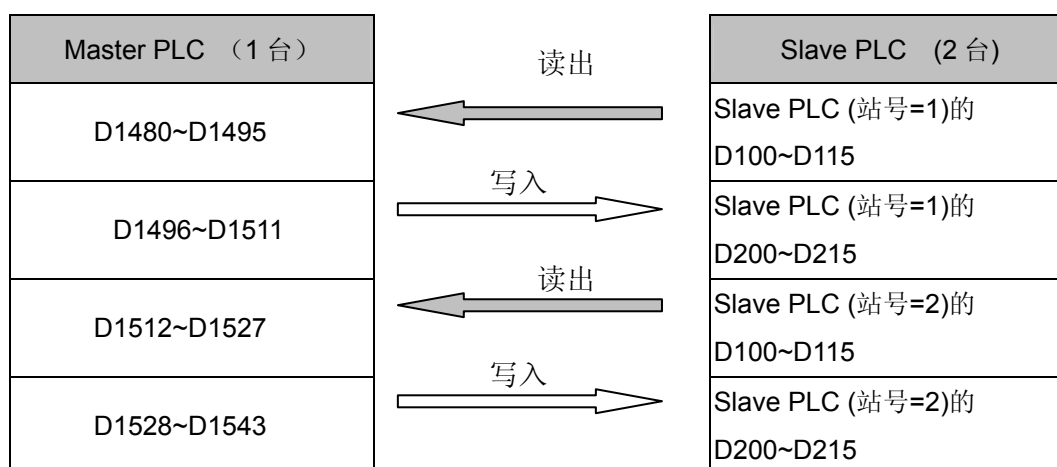 Master PLC （1 台）
读出
Slave PLC (2 台)
D1480~D1495
Slave PLC (站号=1)的
D100~D115
写入
D1496~D1511
Slave PLC (站号=1)的
D200~D215
读出
D1512~D1527
Slave PLC (站号=2)的
D100~D115
写入
D1528~D1543
Slave PLC (站号=2)的
D200~D215